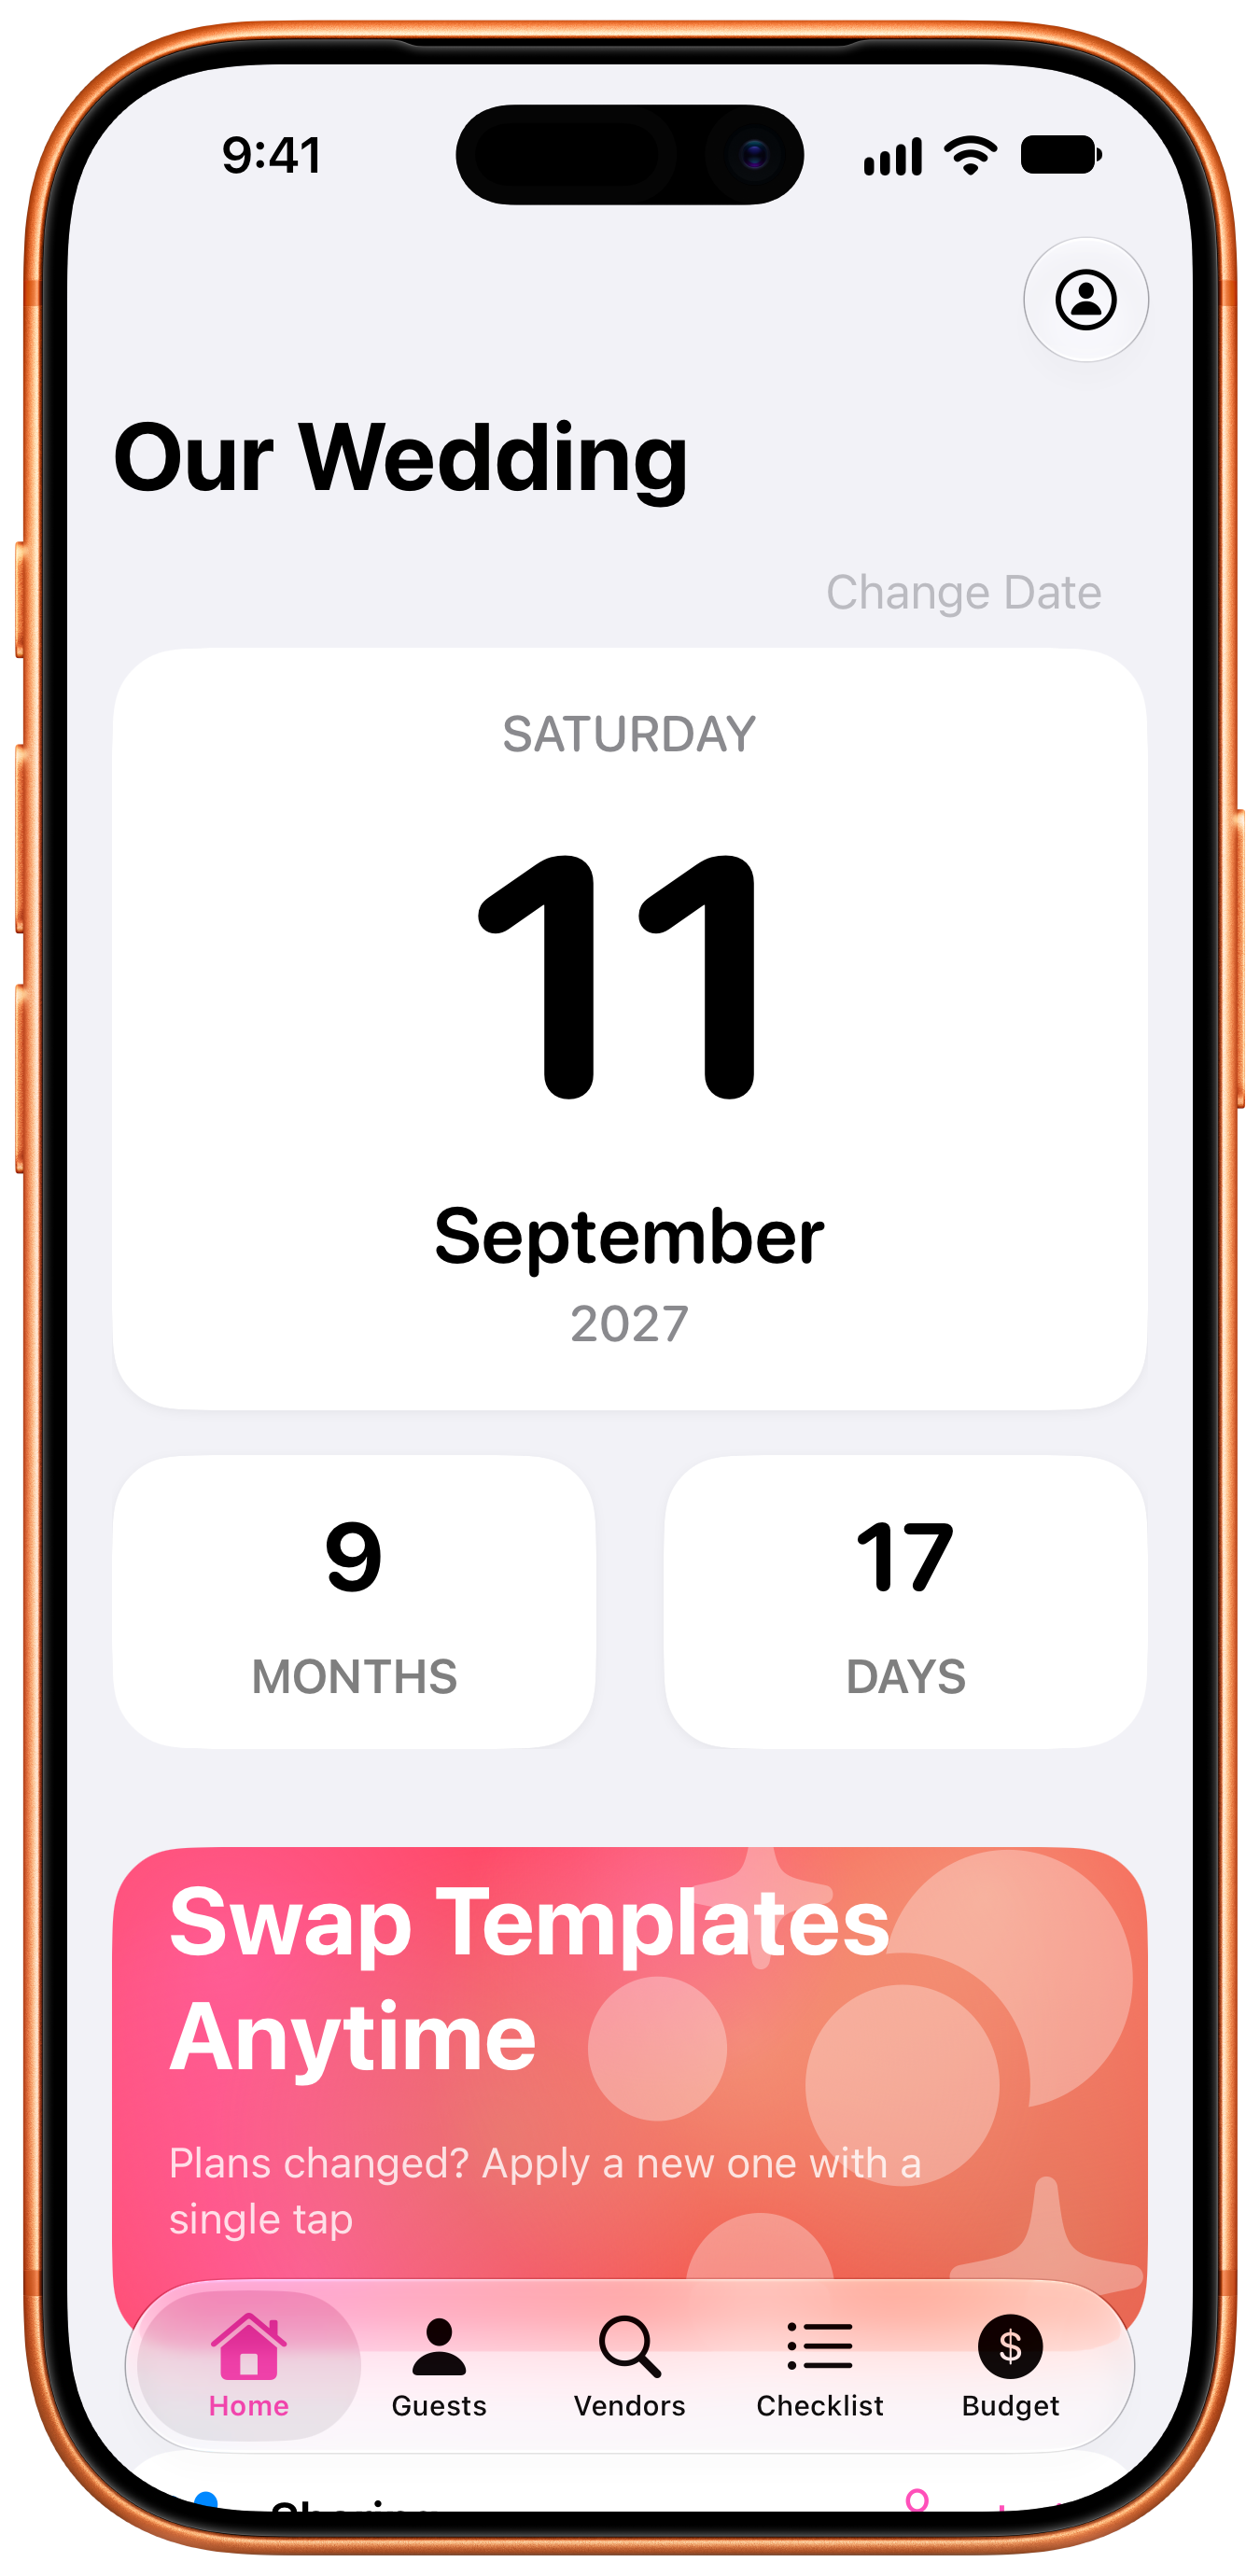 9:41
Our Wedding
Change Date
SATURDAY
11
September
2027
9
MONTHS
17
DAYS
Swap Templates
Anytime
Plans changed? Apply a new one with a
single tap
$
Home
Guests
Vendors
Checklist
Budget